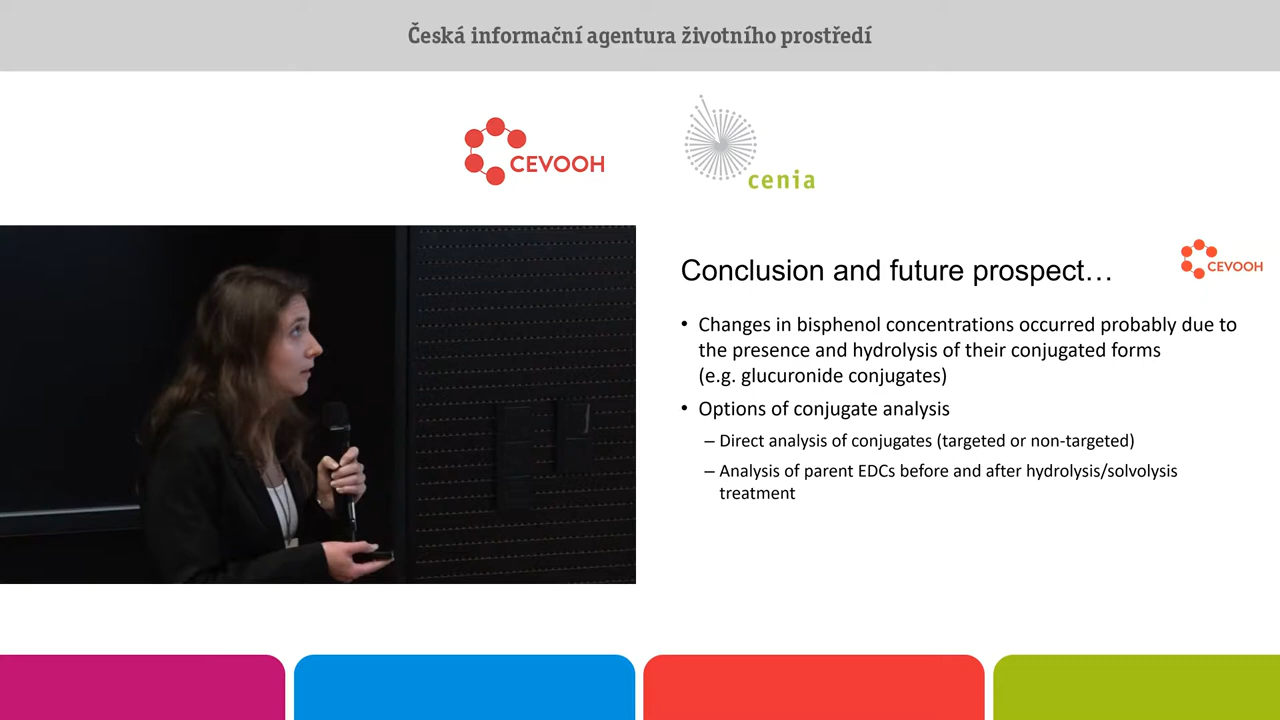 Česká informační agentura životního prostředí
CEVOOH
cenia
Conclusion and future prospect…
CEVOOH
• Changes in bisphenol concentrations occurred probably due to
the presence and hydrolysis of their conjugated forms
(e.g. glucuronide conjugates)
• Options of conjugate analysis
– Direct analysis of conjugates (targeted or non-targeted)
– Analysis of parent EDCs before and after hydrolysis/solvolysis
treatment